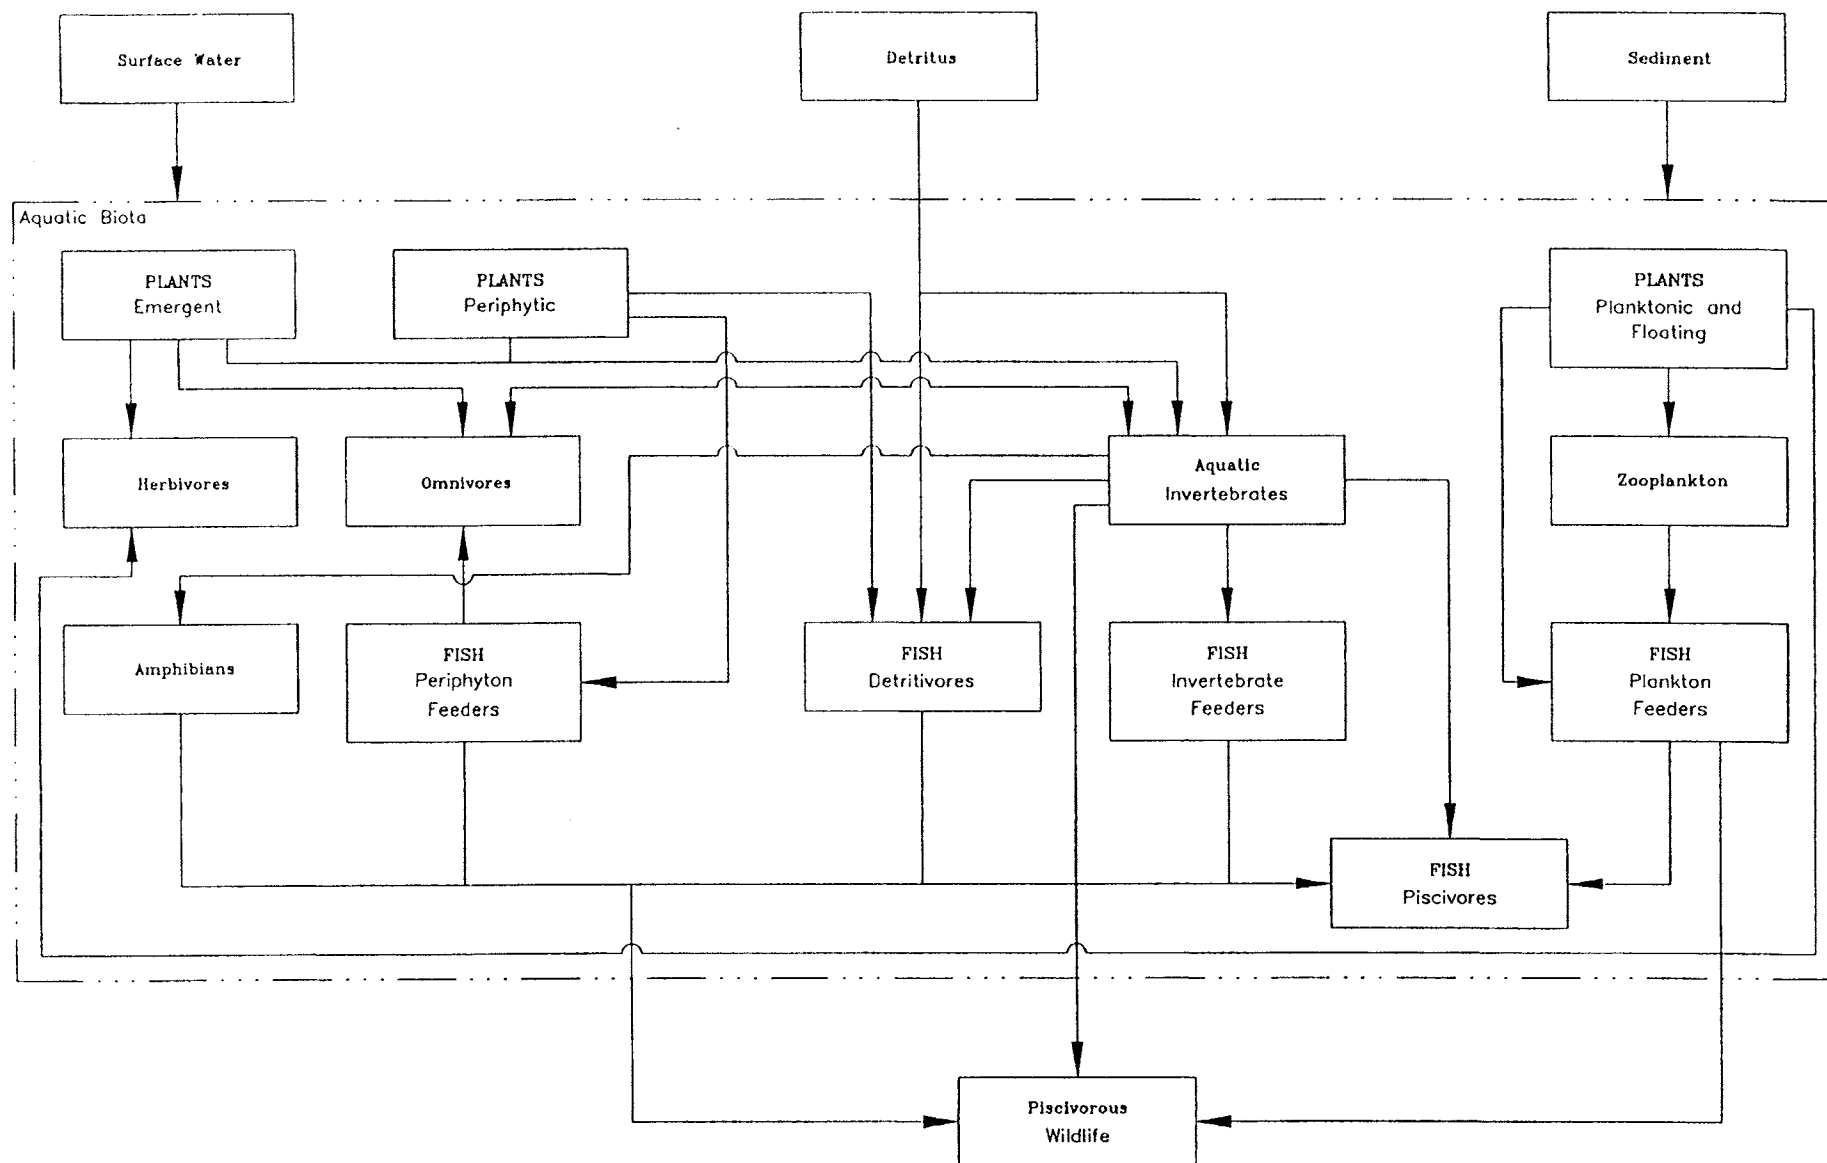 Surface Water
Detritus
Sediment
Aquatic Biota
PLANTS
Emergent
PLANTS
Periphytic
PLANTS
Planktonic and
Floating
Herbivores
Omnivores
Aquatic
Invertebrates
Zooplankton
Amphibians
FISH
Periphyton
Feeders
FISH
Detritivores
FISH
Invertebrate
Feeders
FISH
Plankton
Feeders
FISH
Piscivores
Piscivorous
Wildlife